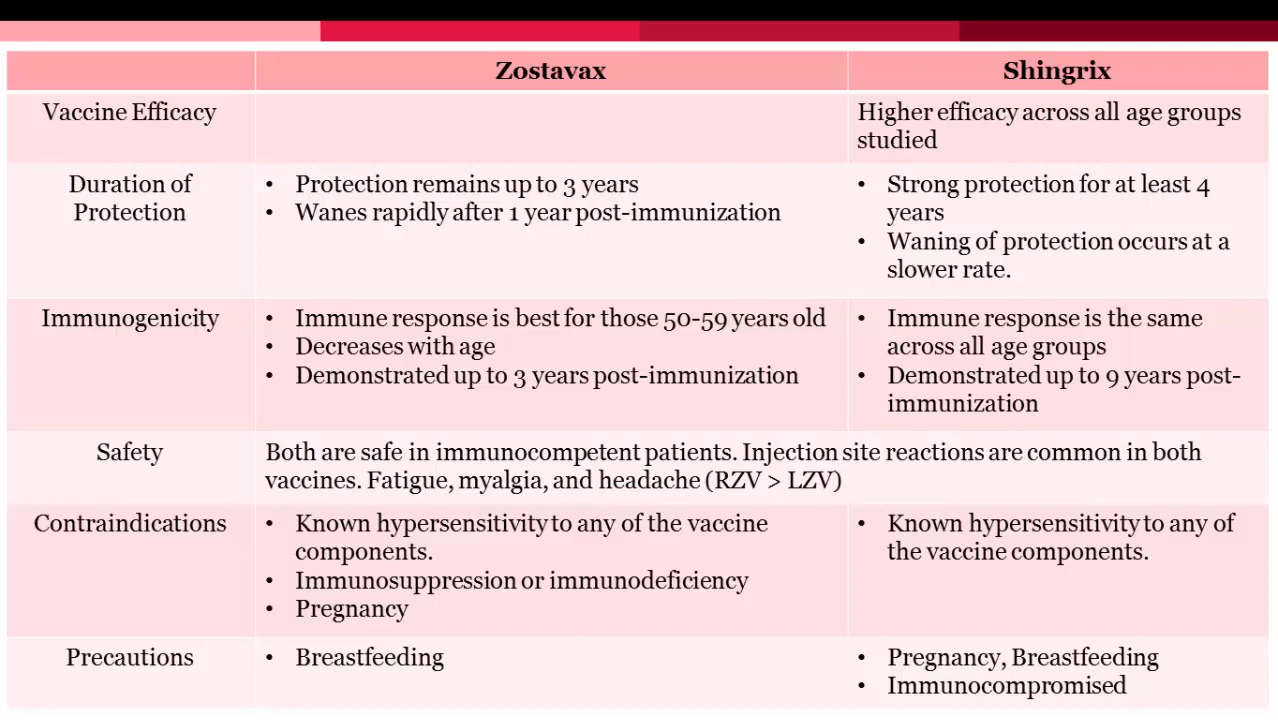 Zostavax
Shingrix
Vaccine Efficacy
Higher efficacy across all age groups
studied
Duration of
Protection
• Protection remains up to 3 years
• Wanes rapidly after 1 year post-immunization
• Strong protection for at least 4
years
• Waning of protection occurs at a
slower rate.
Immunogenicity
• Immune response is best for those 50-59 years old
• Decreases with age
• Demonstrated up to 3 years post-immunization
• Immune response is the same
across all age groups
• Demonstrated up to 9 years post-
immunization
Safety
Both are safe in immunocompetent patients. Injection site reactions are common in both
vaccines. Fatigue, myalgia, and headache (RZV > LZV)
Contraindications
• Known hypersensitivity to any of the vaccine
components.
• Immunosuppression or immunodeficiency
• Pregnancy
• Known hypersensitivity to any of
the vaccine components.
Precautions
• Breastfeeding
• Pregnancy, Breastfeeding
• Immunocompromised